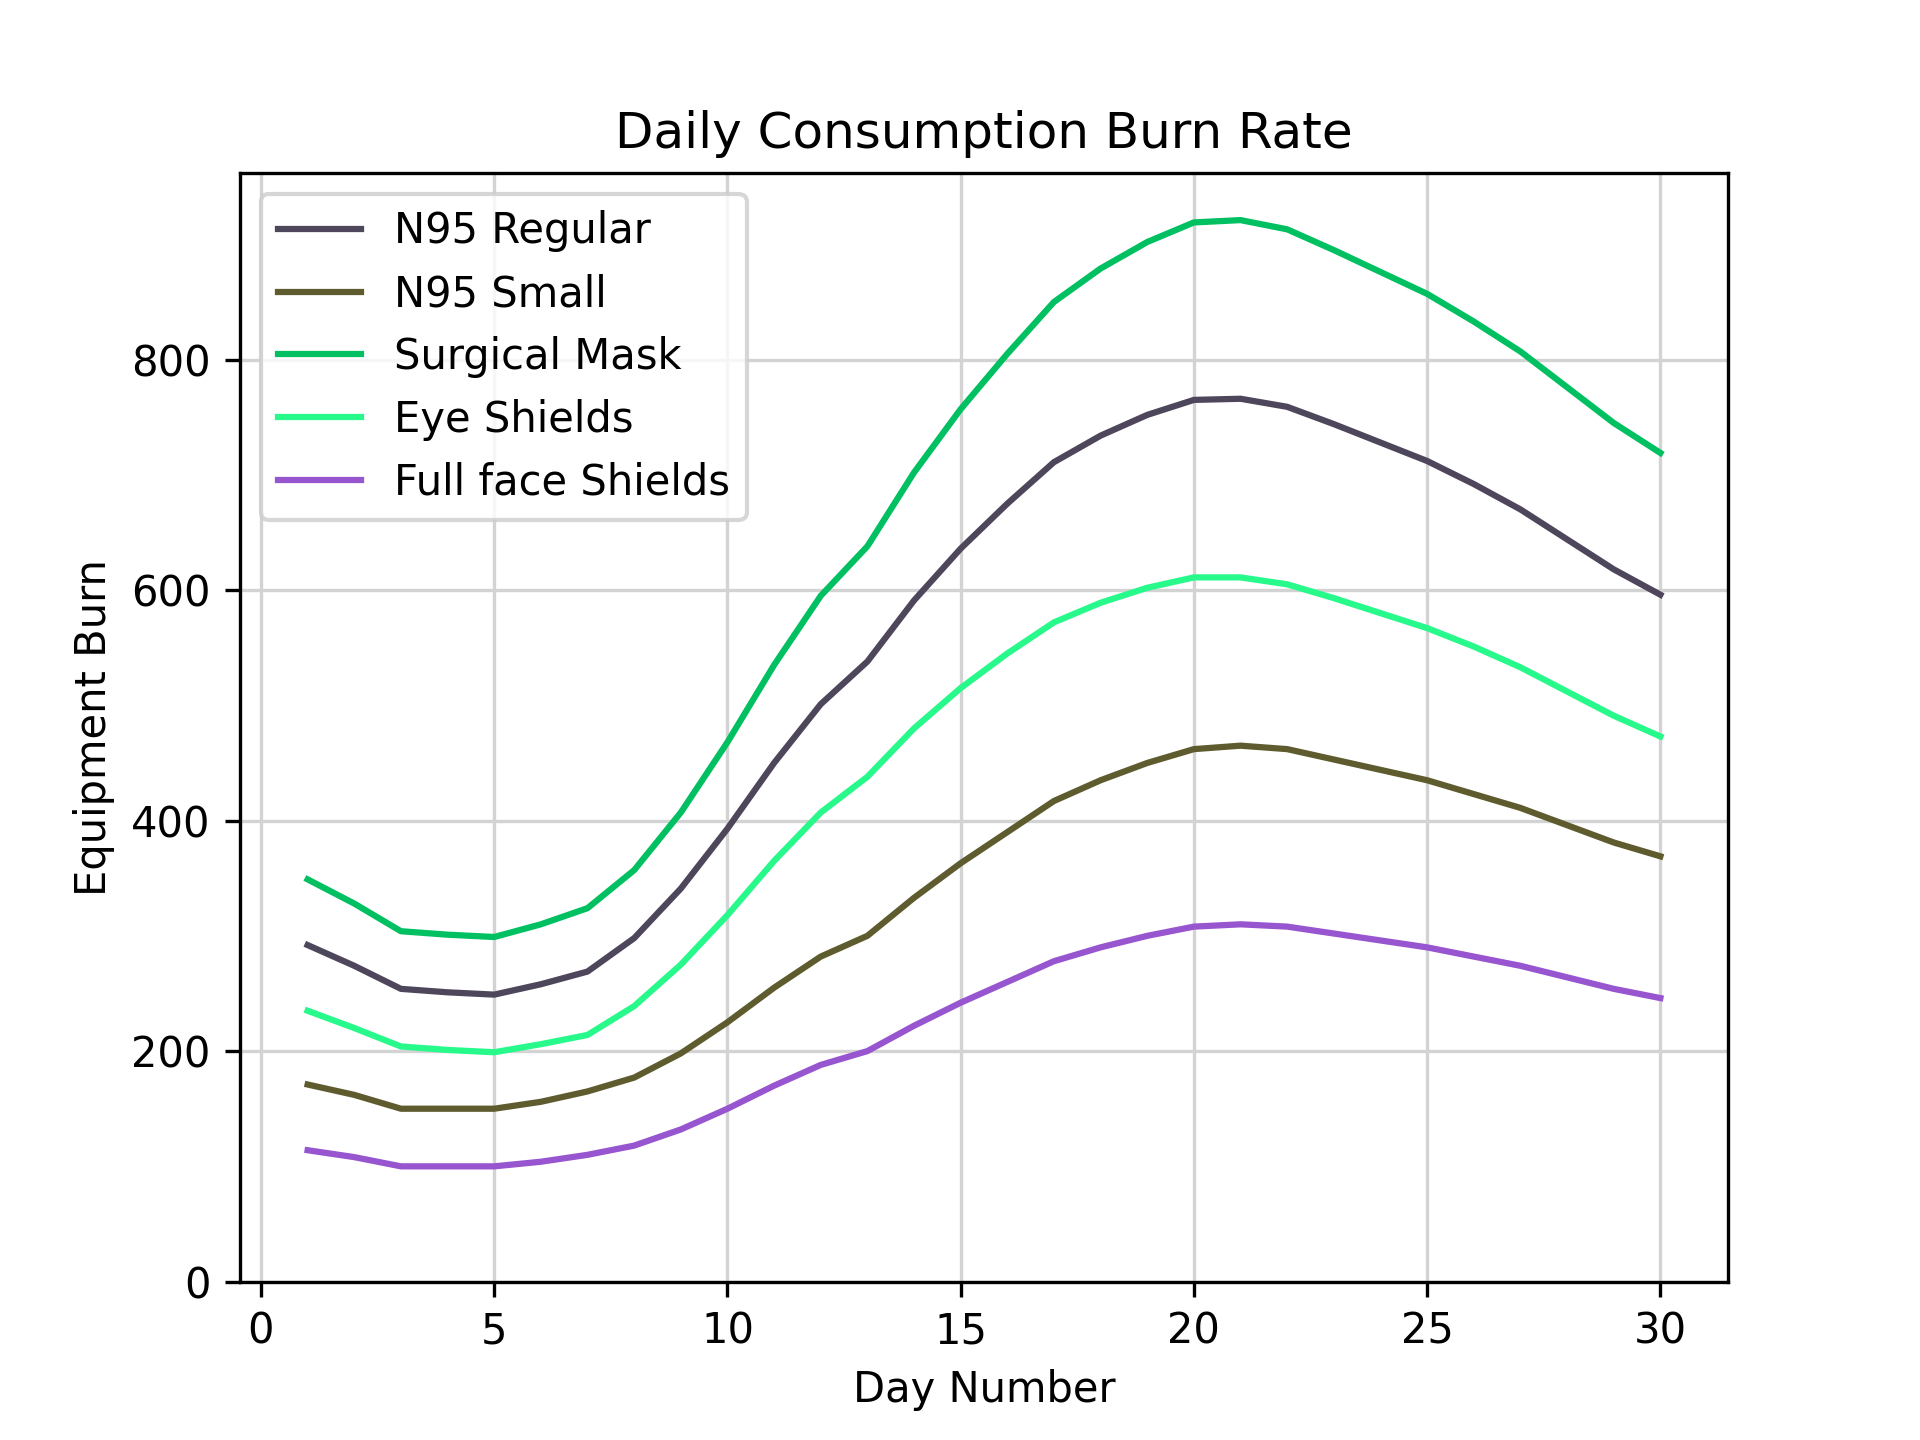 Daily Consumption Burn Rate
N95 Regular
N95 Small
Surgical Mask
Eye Shields
Full face Shields
Equipment Burn
800
600
400
200
0
0 5 10 15 20 25 30
Day Number